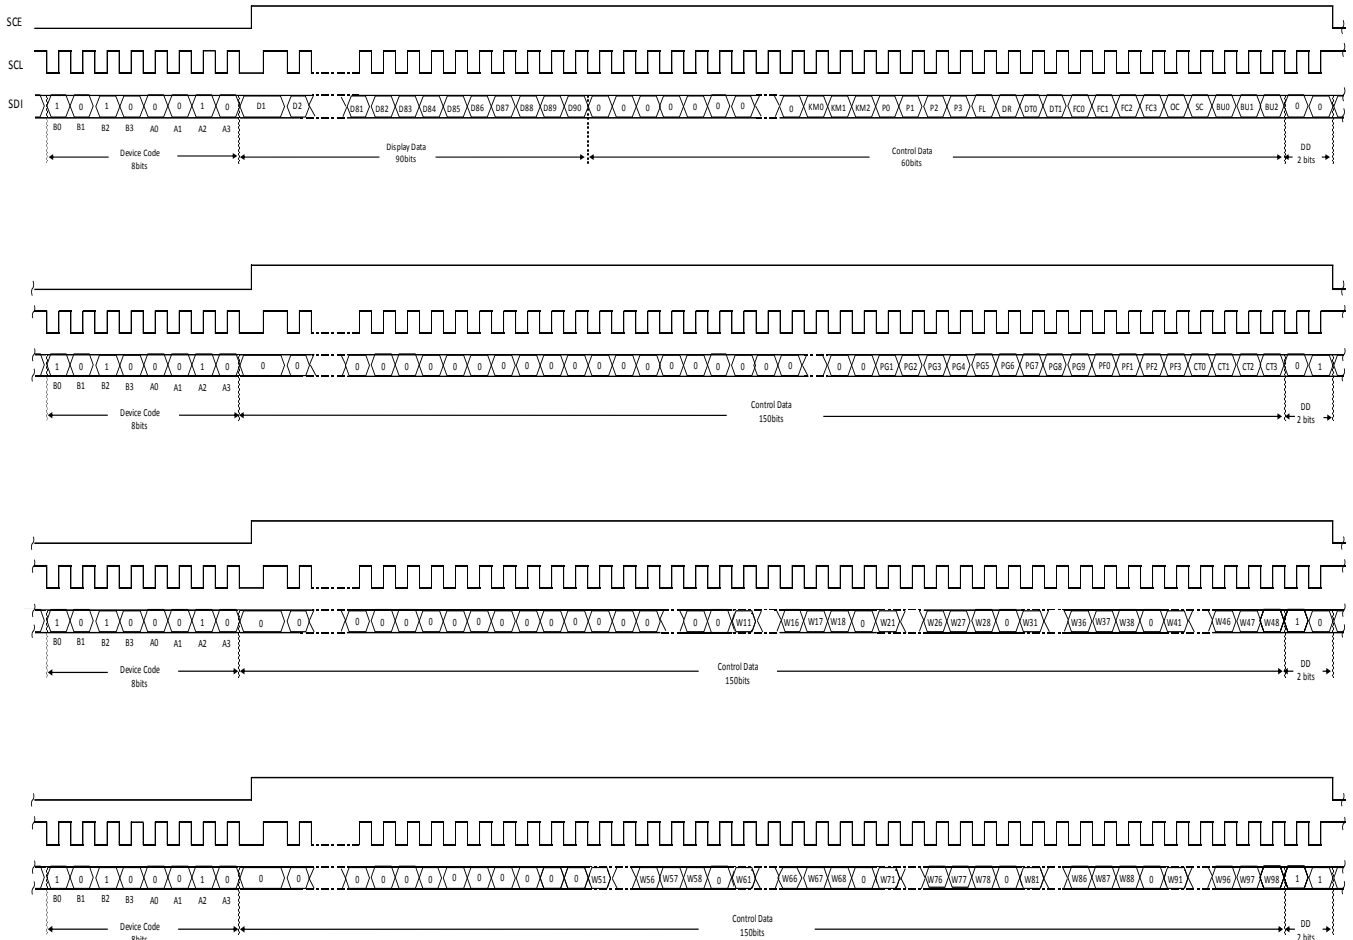 SCE
SCL
SDI 1 0 1 0 0 0 1 0 D1 D2 D81 D82 D83 D84 D85 D86 D87 D88 D89 D90 0 0 0 0 0 0 0 0 KM0 KM1 KM2 P0 P1 P2 P3 FL DR DT0 DT1 FC0 FC1 FC2 FC3 OC SC BU0 BU1 BU2 0 0
B0 B1 B2 B3 A0 A1 A2 A3
Device Code Display Data Control Data DD
8bits 90bits 60bits 2 bits
1 0 1 0 0 0 1 0 0 0 0 0 0 0 0 0 0 0 0 0 0 0 0 0 0 0 0 0 0 0 0 0 0 PG1 PG2 PG3 PG4 PG5 PG6 PG7 PG8 PG9 PF0 PF1 PF2 PF3 CT0 CT1 CT2 CT3 0 1
B0 B1 B2 B3 A0 A1 A2 A3
Device Code Control Data DD
8bits 150bits 2 bits
1 0 1 0 0 0 1 0 0 0 0 0 0 0 0 0 0 0 0 0 0 0 0 0 0 0 W11 W16 W17 W18 0 W21 W26 W27 W28 0 W31 W36 W37 W38 0 W41 W46 W47 W48 1 0
B0 B1 B2 B3 A0 A1 A2 A3
Device Code Control Data DD
8bits 150bits 2 bits
1 0 1 0 0 0 1 0 0 0 0 0 0 0 0 0 0 0 0 0 W51 W56 W57 W58 0 W61 W66 W67 W68 0 W71 W76 W77 W78 0 W81 W86 W87 W88 0 W91 W96 W97 W98 1 1
B0 B1 B2 B3 A0 A1 A2 A3
Device Code Control Data DD
8bits 150bits 2 bits